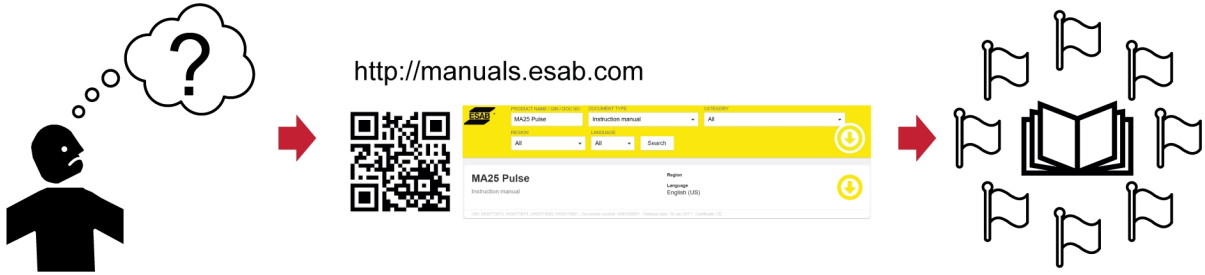 ?
http://manuals.esab.com
ESAB
PRODUCT NAME / GIN / DOC NO
DOCUMENT TYPE
CATEGORY
MA25 Pulse
Instruction manual
All
REGION
LANGUAGE
All
All
Search
MA25 Pulse
Instruction manual
Region
Language
English (US)